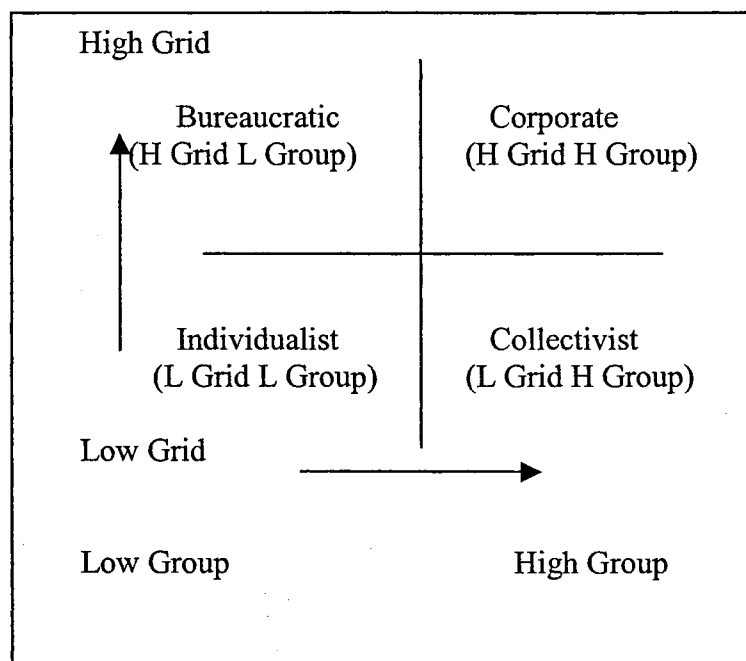 High Grid
Bureaucratic
(H Grid L Group)
Corporate
(H Grid H Group)
Individualist
(L Grid L Group)
Collectivist
(L Grid H Group)
Low Grid
Low Group
High Group